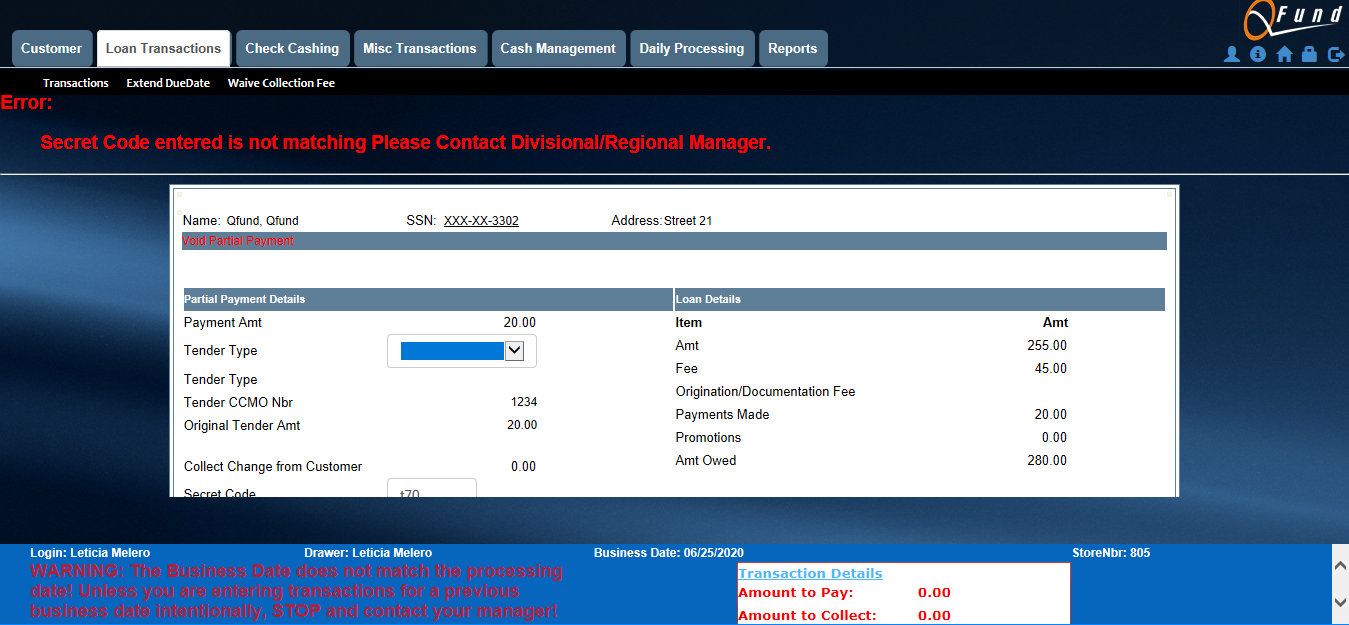 QFund
Customer Loan Transactions Check Cashing Misc Transactions Cash Management Daily Processing Reports
Transactions Extend DueDate Waive Collection Fee
Error:
Secret Code entered is not matching Please Contact Divisional/Regional Manager.
Name: Qfund, Qfund SSN: XXX-XX-3302 Address: Street 21
Void Partial Payment
Partial Payment Details Loan Details
Payment Amt 20.00 Item Amt
Tender Type Amt 255.00
Fee 45.00
Tender Type Origination/Documentation Fee
Tender CCMO Nbr 1234 Payments Made 20.00
Original Tender Amt 20.00 Promotions 0.00
Collect Change from Customer 0.00 Amt Owed 280.00
Secret Code t70
Login: Leticia Melero Drawer: Leticia Melero Business Date: 06/25/2020 StoreNbr: 805
WARNING: The Business Date does not match the processing
date! Unless you are entering transactions for a previous
business date intentionally, STOP and contact your manager!
Transaction Details
Amount to Pay: 0.00
Amount to Collect: 0.00